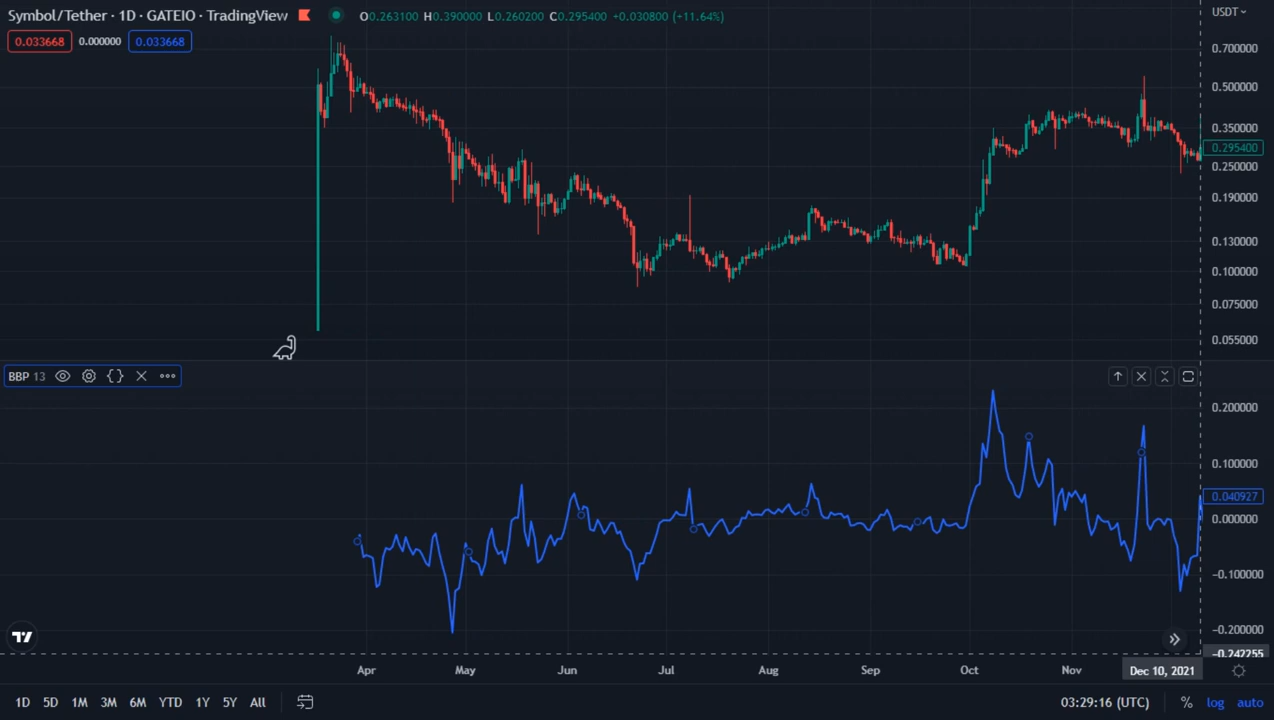 Symbol/Tether · 1D · GATEIO · TradingView O0.263100 H0.390000 L0.260200 C0.295400 +0.030800 (+11.64%)
USDT
0.033668 0.000000 0.033668
0.700000
0.500000
0.350000
0.295400
0.250000
0.190000
0.130000
0.100000
0.075000
0.055000
BBP 13
0.200000
0.100000
0.040927
0.000000
−0.100000
−0.200000
−0.242255
Apr May Jun Jul Aug Sep Oct Nov Dec 10, 2021
1D 5D 1M 3M 6M YTD 1Y 5Y All 03:29:16 (UTC) % log auto